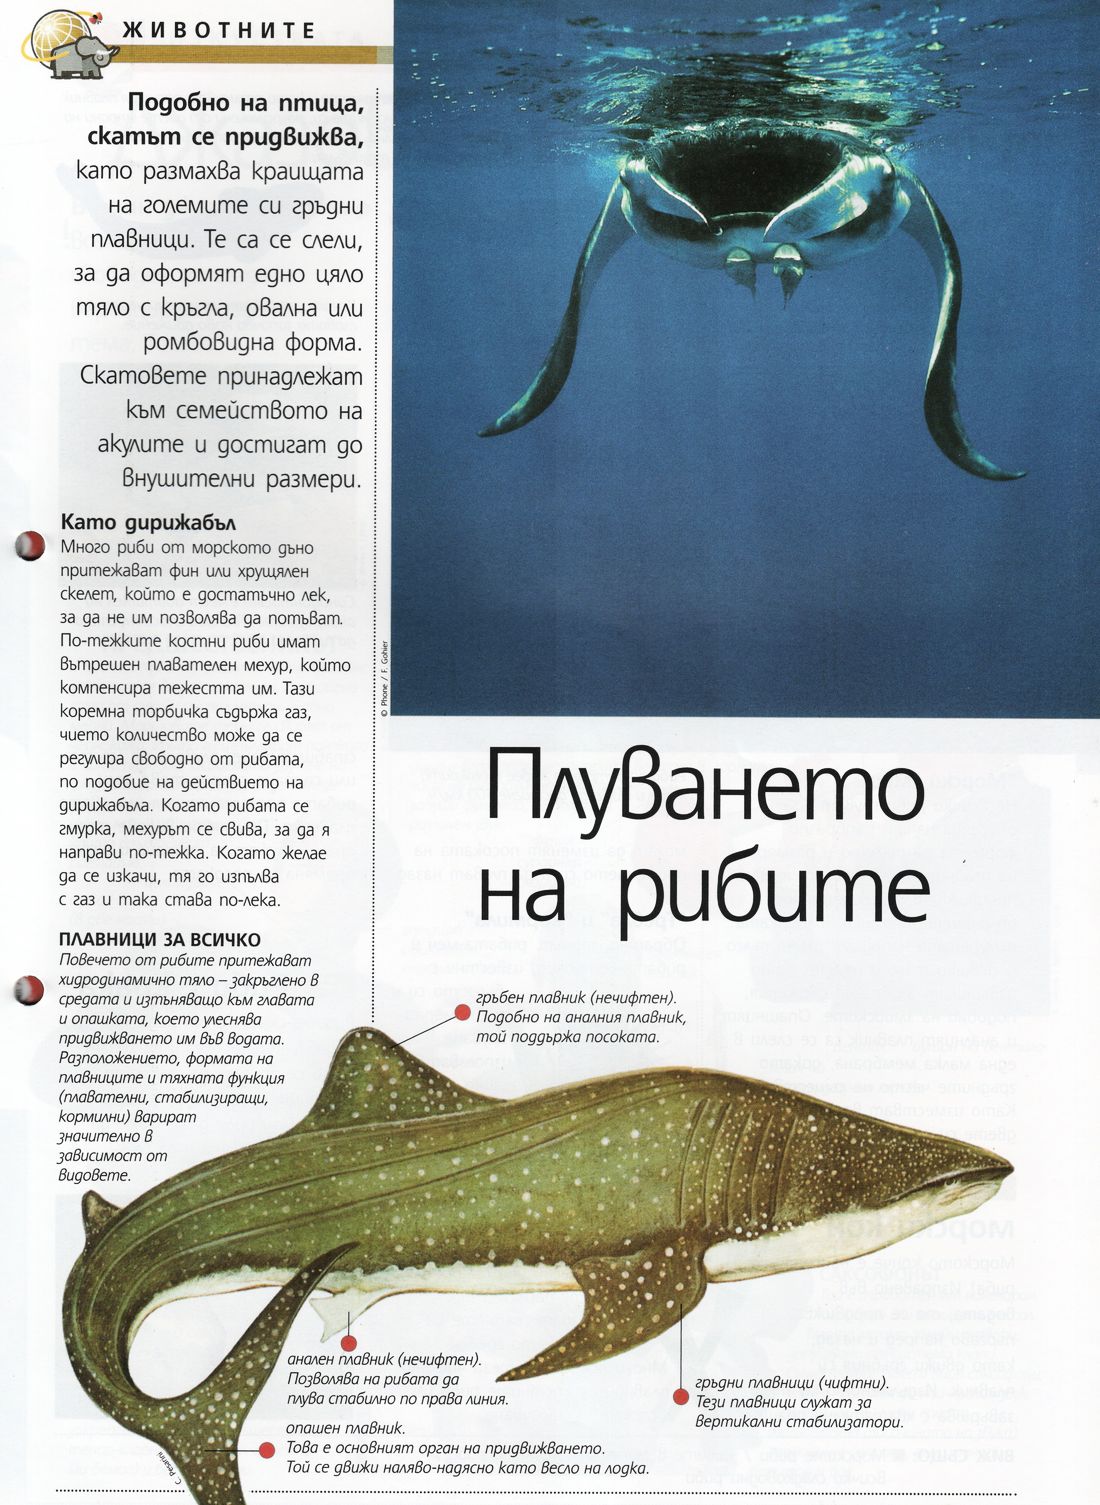 ЖИВОТНИТЕ
Подобно на птица,
скатът се придвижва,
като размахва краищата
на големите си гръдни
плавници. Те са се слели,
за да оформят едно цяло
тяло с кръгла, овална или
ромбовидна форма.
Скатовете принадлежат
към семейството на
акулите и достигат до
внушителни размери.
Като дирижабъл
Много риби от морското дъно
притежават фин или хрущялен
скелет, който е достатъчно лек,
за да не им позволява да потъват.
По-тежките костни риби имат
вътрешен плавателен мехур, който
компенсира тежестта им. Тази
коремна торбичка съдържа газ,
чието количество може да се
регулира свободно от рибата,
по подобие на действието на
дирижабъла. Когато рибата се
гмурка, мехурът се свива, за да я
направи по-тежка. Когато желае
да се изкачи, тя го изпълва
с газ и така става по-лека.
© Phone / F. Gohier
Плуването
на рибите
ПЛАВНИЦИ ЗА ВСИЧКО
Повечето от рибите притежават
хидродинамично тяло – закръглено в
средата и изтъняващо към главата
и опашката, което улеснява
придвижването им във водата.
Разположението, формата на
плавниците и тяхната функция
(плавателни, стабилизиращи,
кормилни) варират
значително в
зависимост от
видовете.
гръбен плавник (нечифтен).
Подобно на аналния плавник,
той поддържа посоката.
анален плавник (нечифтен).
Позволява на рибата да
плува стабилно по права линия.
гръдни плавници (чифтни).
Тези плавници служат за
вертикални стабилизатори.
опашен плавник.
Това е основният орган на придвижването.
Той се движи наляво-надясно като весло на лодка.